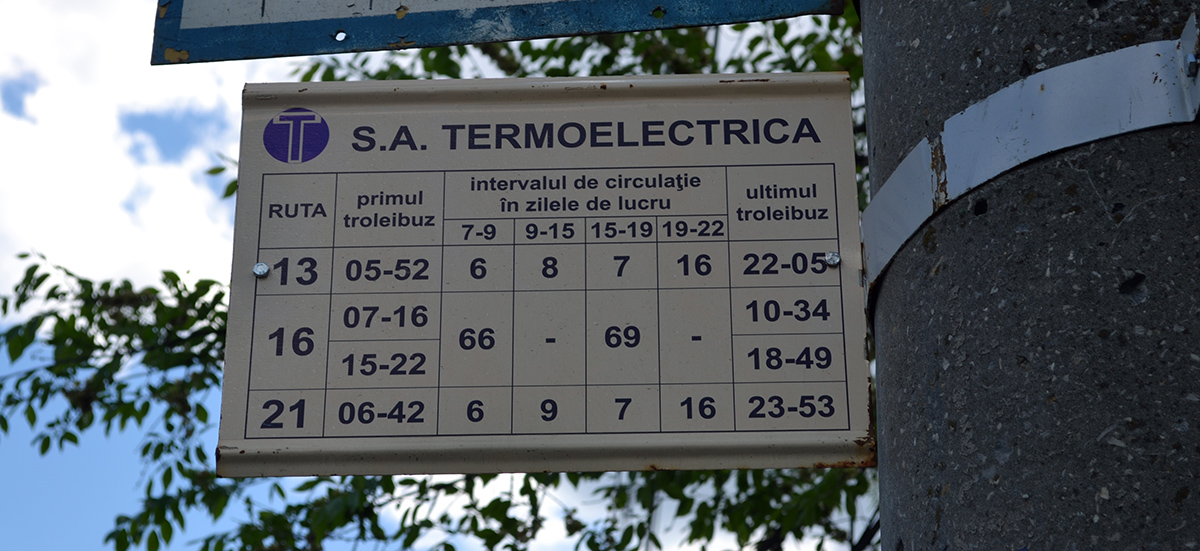 T S.A. TERMOELECTRICA
RUTA primul troleibuz intervalul de circulaţie în zilele de lucru ultimul troleibuz
7-9 9-15 15-19 19-22
13 05-52 6 8 7 16 22-05
16 07-16 66 - 69 - 10-34
15-22 18-49
21 06-42 6 9 7 16 23-53